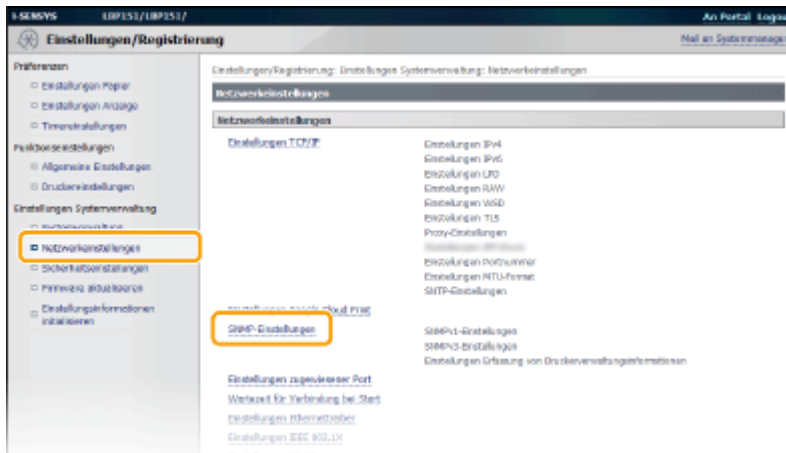 i-SENSYS LBP151/LBP151/ An Portal Logou
Einstellungen/Registrierung Mail an Systemmanager
Präferenzen
Einstellungen Papier
Einstellungen Anzeige
Timereinstellungen
Funktionseinstellungen
Allgemeine Einstellungen
Druckereinstellungen
Einstellungen Systemverwaltung
Systemverwaltung
Netzwerkeinstellungen
Sicherheitseinstellungen
Firmware aktualisieren
Einstellungsinformationen
initialisieren
Einstellungen/Registrierung: Einstellungen Systemverwaltung: Netzwerkeinstellungen
Netzwerkeinstellungen
Netzwerkeinstellungen
Einstellungen TCP/IP
Einstellungen IPv4
Einstellungen IPv6
Einstellungen LPD
Einstellungen RAW
Einstellungen WSD
Einstellungen TLS
Proxy-Einstellungen
Einstellungen Portnummer
Einstellungen MTU-Format
SNTP-Einstellungen
Einstellungen Google Cloud Print
SNMP-Einstellungen
SNMPv1-Einstellungen
SNMPv3-Einstellungen
Einstellungen Erfassung von Druckerverwaltungsinformationen
Einstellungen zugewiesener Port
Wartezeit für Verbindung bei Start
Einstellungen Ethernettreiber
Einstellungen IEEE 802.1X